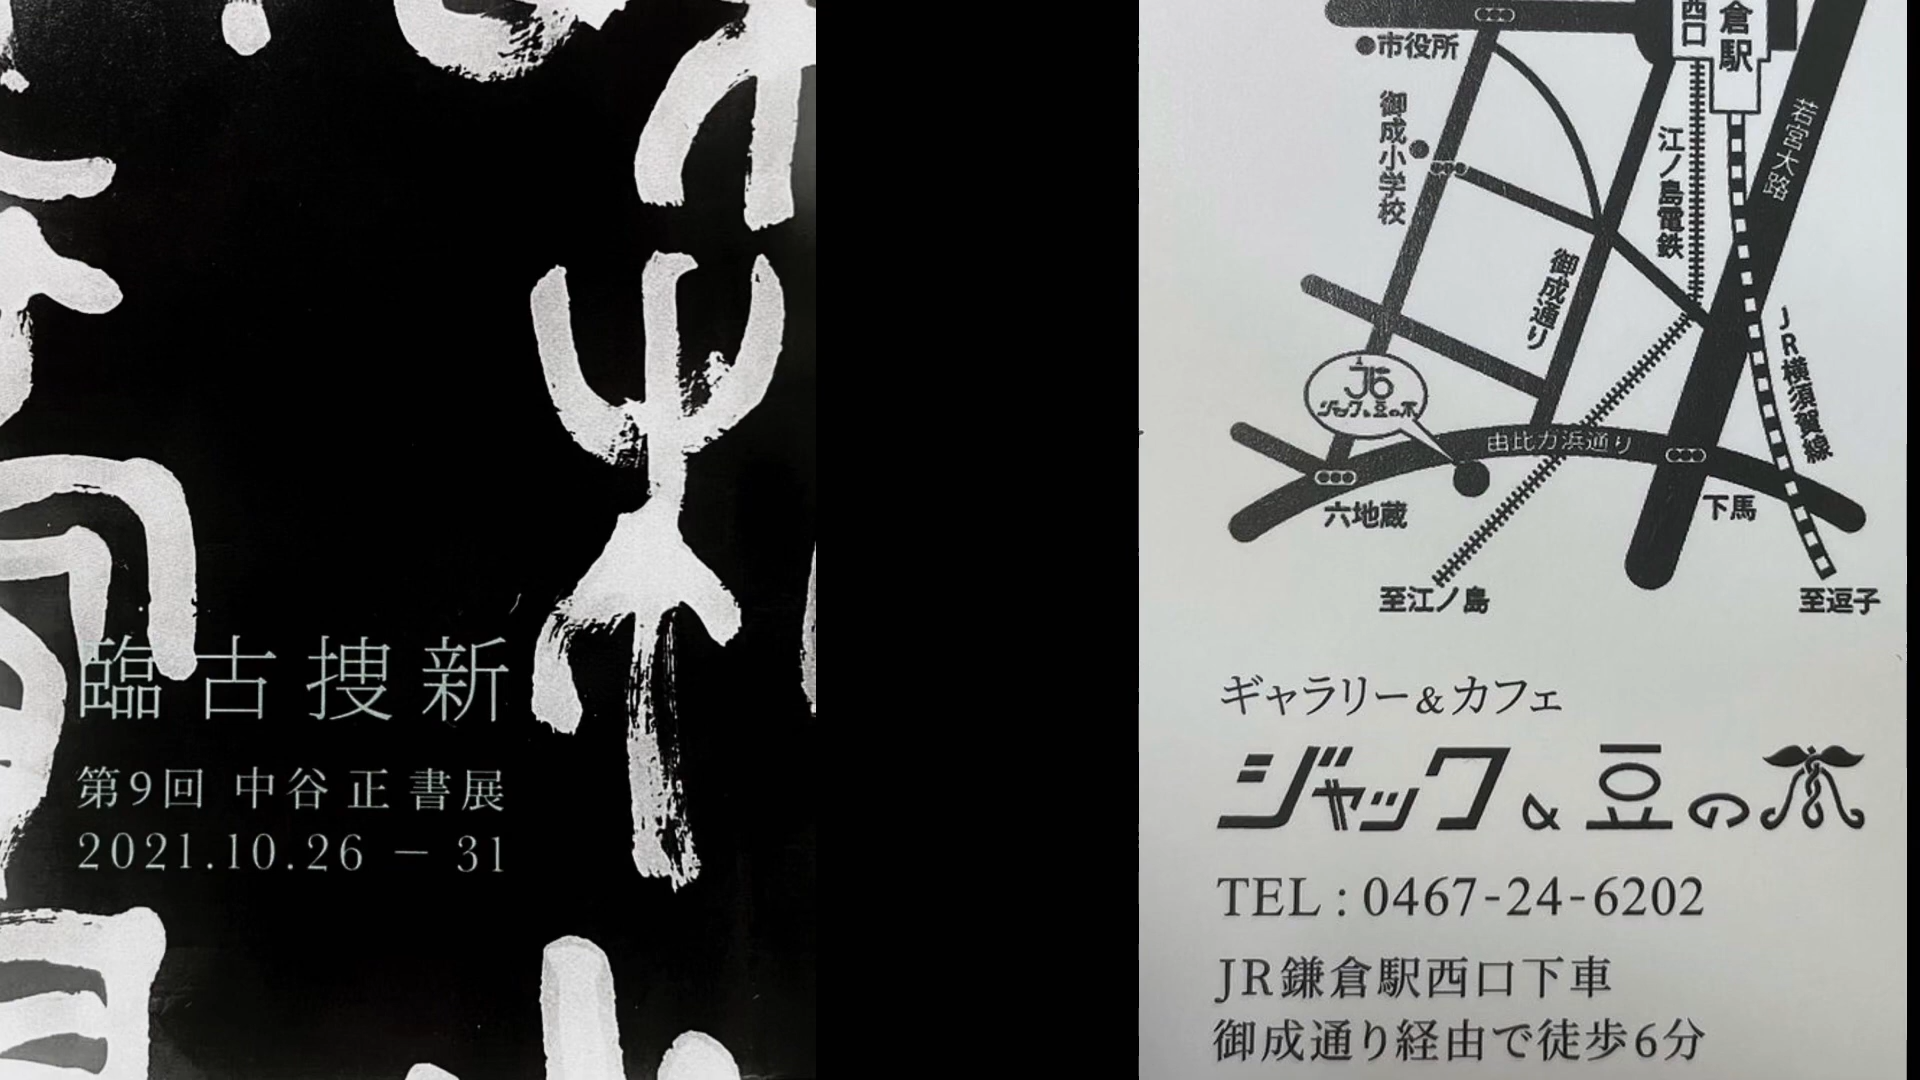 臨古捜新
第9回 中谷 正 書展
2021.10.26 － 31
西口
倉駅
市役所
御成小学校
江ノ島電鉄
若宮大路
御成通り
JR横須賀線
ジャック&豆の木
由比ガ浜通り
六地蔵
下馬
至江ノ島
至逗子
ギャラリー&カフェ
ジャック&豆の木
TEL : 0467-24-6202
JR鎌倉駅西口下車
御成通り経由で徒歩6分